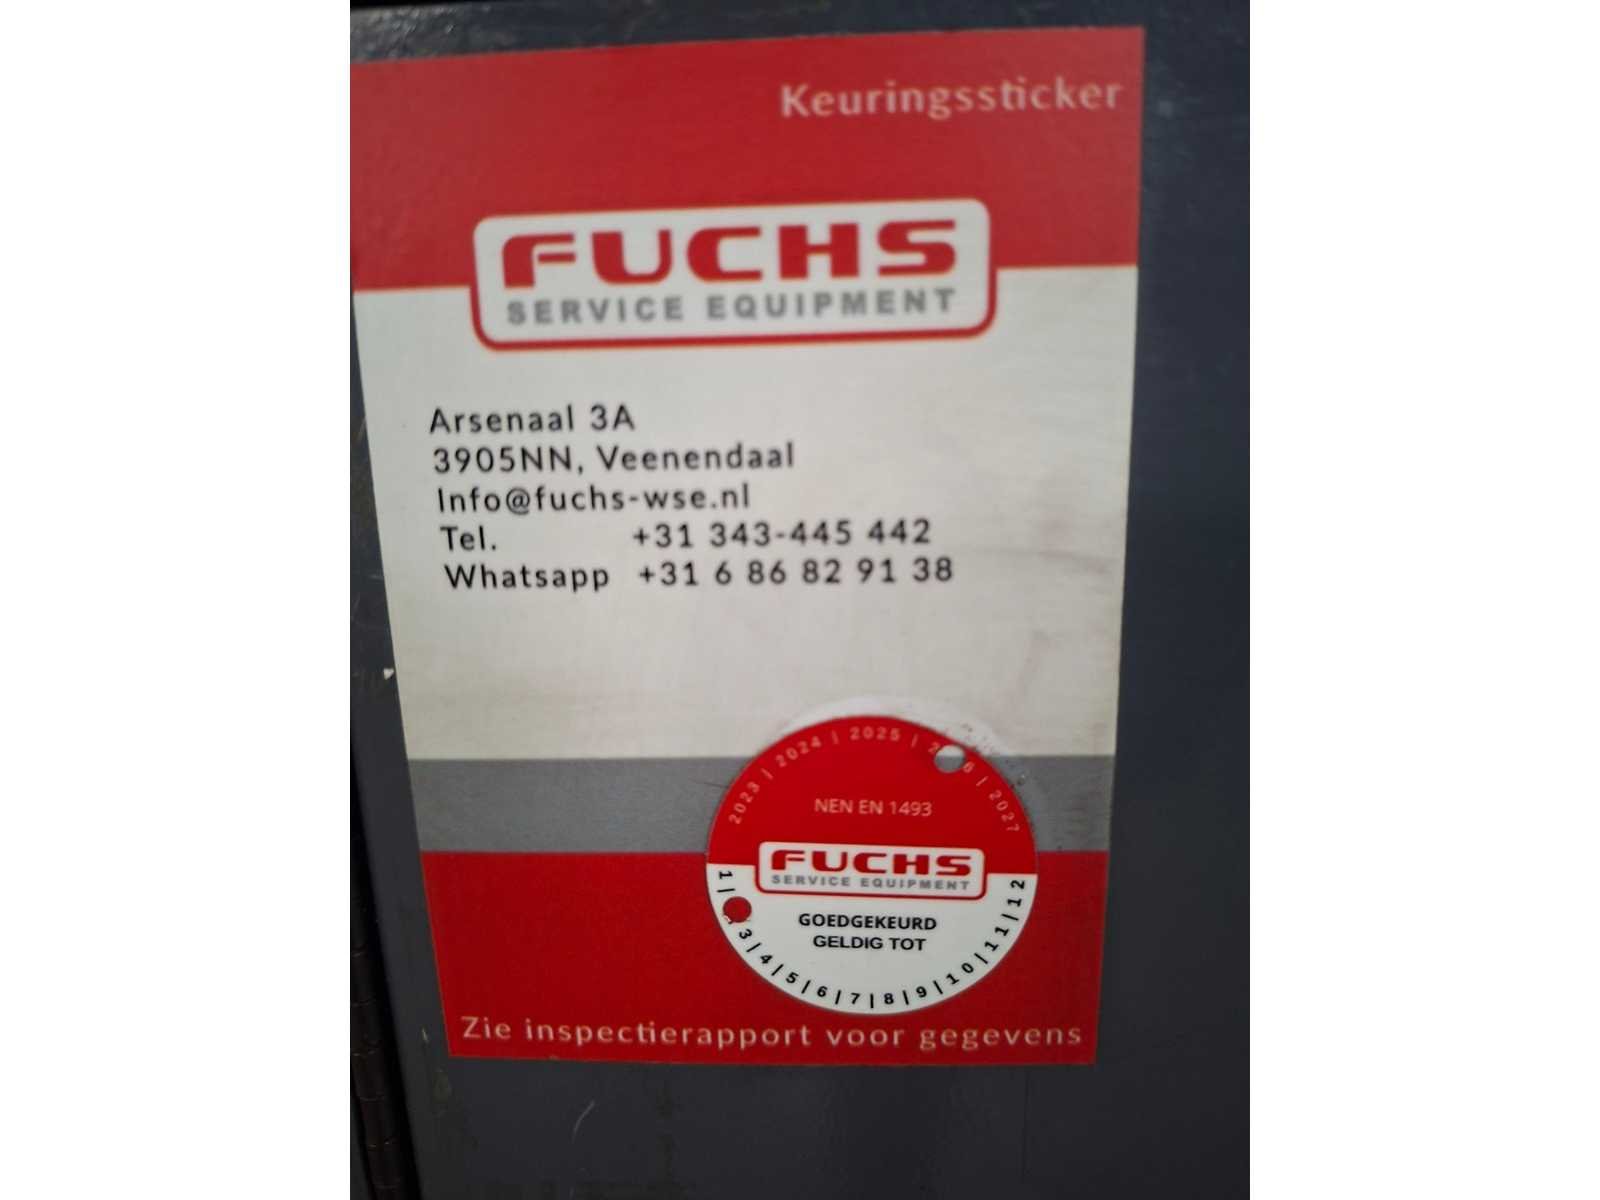 Keuringssticker
FUCHS
SERVICE EQUIPMENT
Arsenaal 3A
3905NN, Veenendaal
Info@fuchs-wse.nl
Tel. +31 343-445 442
Whatsapp +31 6 86 82 91 38
2023 | 2024 | 2025 | 2 6 | 2027
NEN EN 1493
FUCHS
SERVICE EQUIPMENT
GOEDGEKEURD
GELDIG TOT
1 | 3 | 4 | 5 | 6 | 7 | 8 | 9 | 10 | 11 | 12
Zie inspectierapport voor gegevens